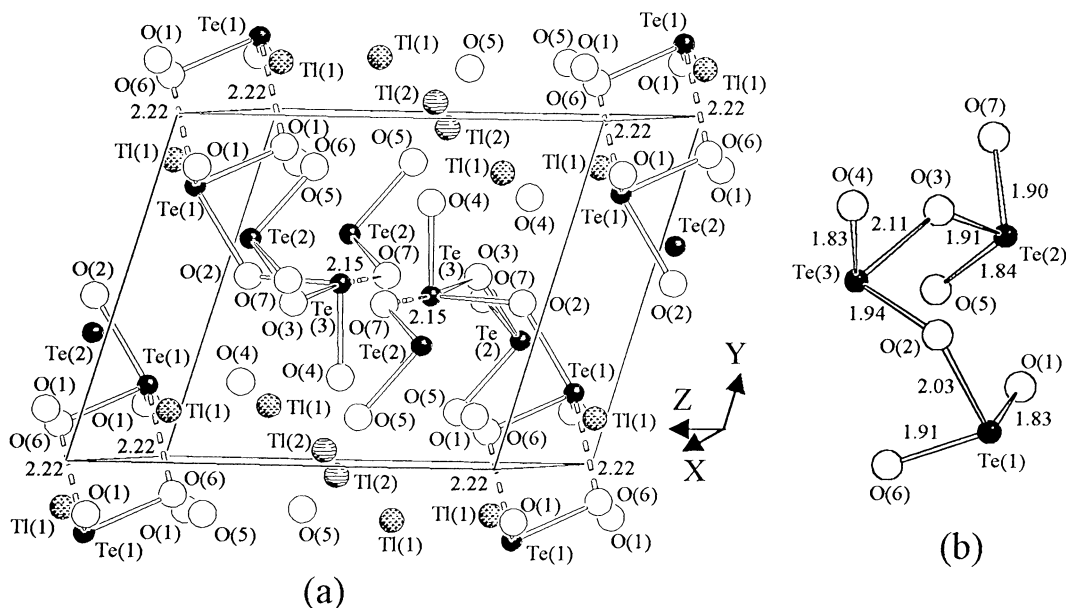 Te(1)
O(1)
O(6)
Tl(1)
2.22
Tl(1)
O(5)
Tl(2)
Tl(2)
O(5)
O(1)
Te(1)
O(6)
O(1)
Tl(1)
2.22
2.22
2.22
Tl(1)
O(1)
O(1)
O(6)
O(5)
Te(1)
O(5)
Tl(1)
O(4)
O(4)
Tl(1)
O(1)
O(6)
O(1)
Te(1)
Te(2)
Te(2)
Te(2)
O(2)
2.15
O(7)
Te
(3)
O(3)
O(7)
O(2)
O(2)
O(7)
O(3)
Te
(3)
O(7)
2.15
O(2)
Te(2)
Te
(2)
Te(2)
Te(1)
O(4)
O(4)
Te(1)
O(1)
O(6)
O(1)
Tl(1)
Tl(1)
O(5)
O(5)
O(1)
O(6)
Tl(1)
Tl(2)
Tl(2)
2.22
2.22
2.22
2.22
O(6)
O(6)
Tl(1)
O(1)
Te(1)
O(1)
O(5)
O(5)
Tl(1)
Tl(1)
O(1)
Te(1)
O(1)
Y
Z
X
(a)
O(7)
O(4)
O(3)
1.90
1.83
2.11
1.91
Te(2)
Te(3)
1.84
1.94
O(5)
O(2)
O(1)
2.03
1.83
1.91
Te(1)
O(6)
(b)